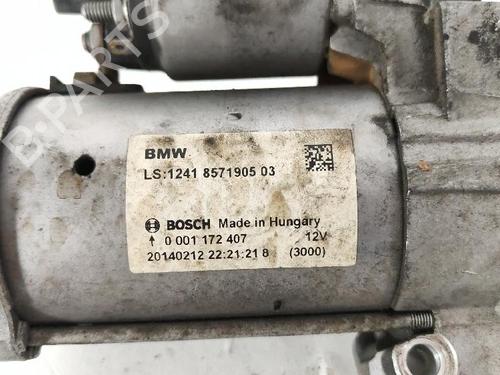 B-PARTS
BMW
LS:1241 8571905 03
BOSCH Made in Hungary
0 001 172 407 12V
20140212 22:21:21 8 (3000)